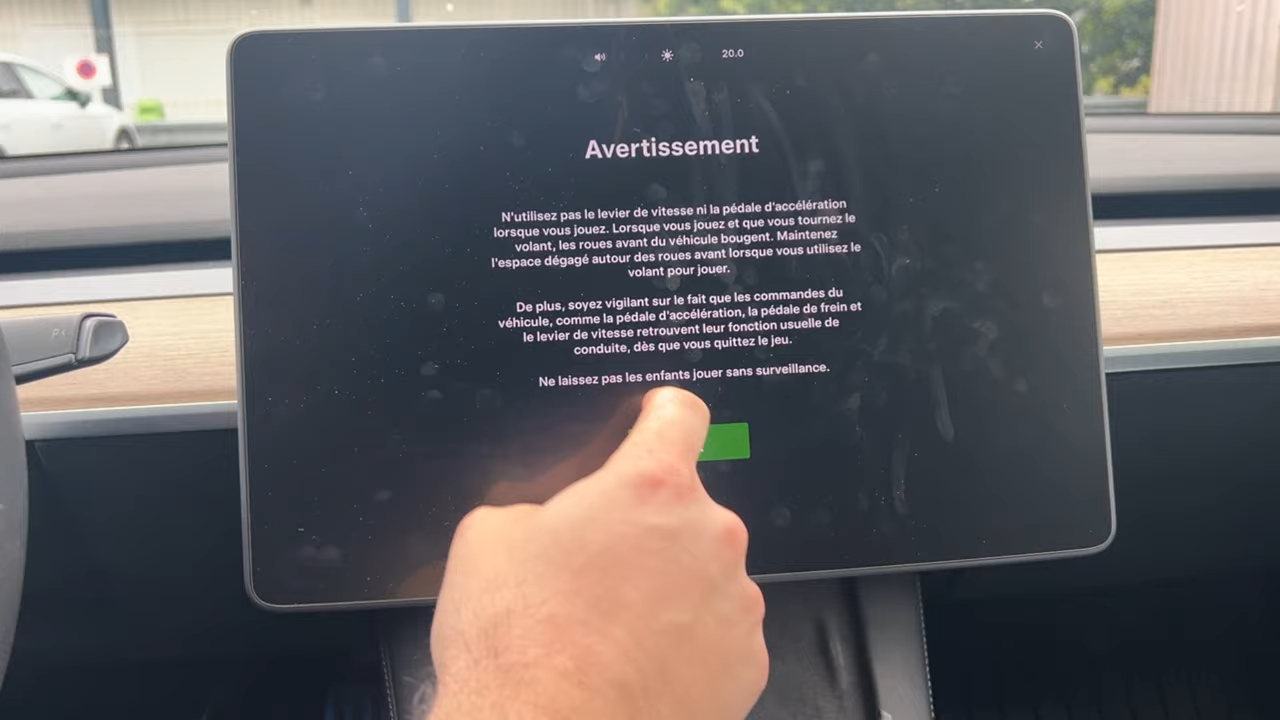 20.0
Avertissement
N'utilisez pas le levier de vitesse ni la pédale d'accélération
lorsque vous jouez. Lorsque vous jouez et que vous tournez le
volant, les roues avant du véhicule bougent. Maintenez
l'espace dégagé autour des roues avant lorsque vous utilisez le
volant pour jouer.
De plus, soyez vigilant sur le fait que les commandes du
véhicule, comme la pédale d'accélération, la pédale de frein et
le levier de vitesse retrouvent leur fonction usuelle de
conduite, dès que vous quittez le jeu.
Ne laissez pas les enfants jouer sans surveillance.
P